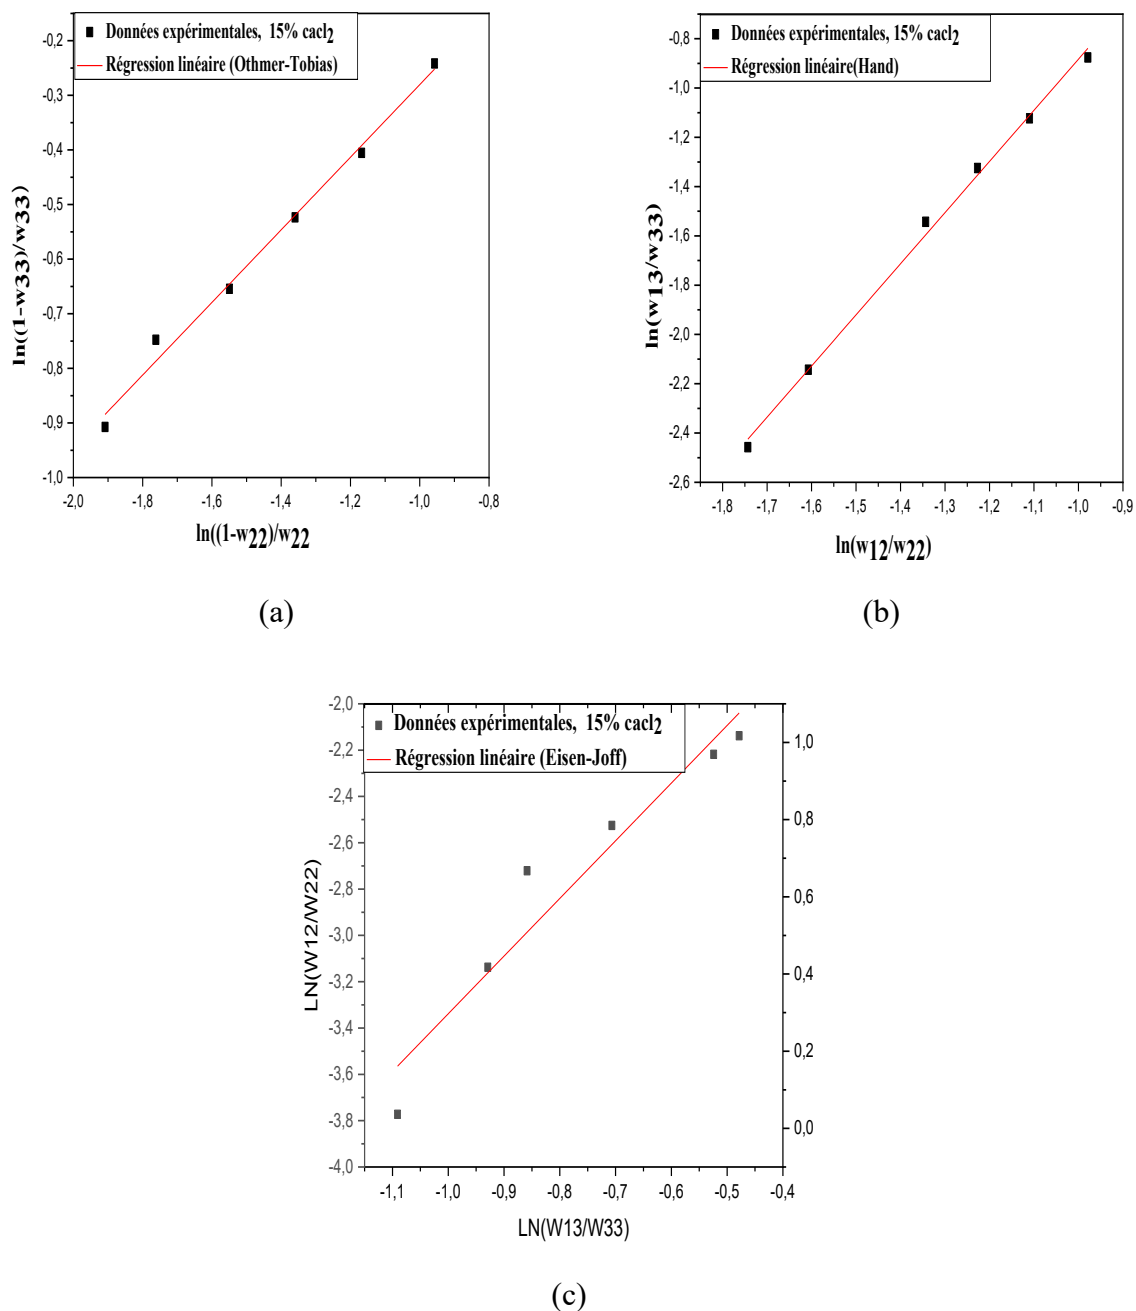 Données expérimentales, 15% cacl2
Régression linéaire (Othmer-Tobias)
-0,2
-0,3
-0,4
-0,5
-0,6
-0,7
-0,8
-0,9
-1,0
ln((1-w33)/w33)
-2,0 -1,8 -1,6 -1,4 -1,2 -1,0 -0,8
ln((1-w22)/w22
(a)
Données expérimentales, 15% cacl2
Régression linéaire(Hand)
-0,8
-1,0
-1,2
-1,4
-1,6
-1,8
-2,0
-2,2
-2,4
-2,6
ln(w13/w33)
-1,8 -1,7 -1,6 -1,5 -1,4 -1,3 -1,2 -1,1 -1,0 -0,9
ln(w12/w22)
(b)
Données expérimentales, 15% cacl2
Régression linéaire (Eisen-Joff)
-2,0
-2,2
-2,4
-2,6
-2,8
-3,0
-3,2
-3,4
-3,6
-3,8
-4,0
LN(W12/W22)
1,0
0,8
0,6
0,4
0,2
0,0
-1,1 -1,0 -0,9 -0,8 -0,7 -0,6 -0,5 -0,4
LN(W13/W33)
(c)